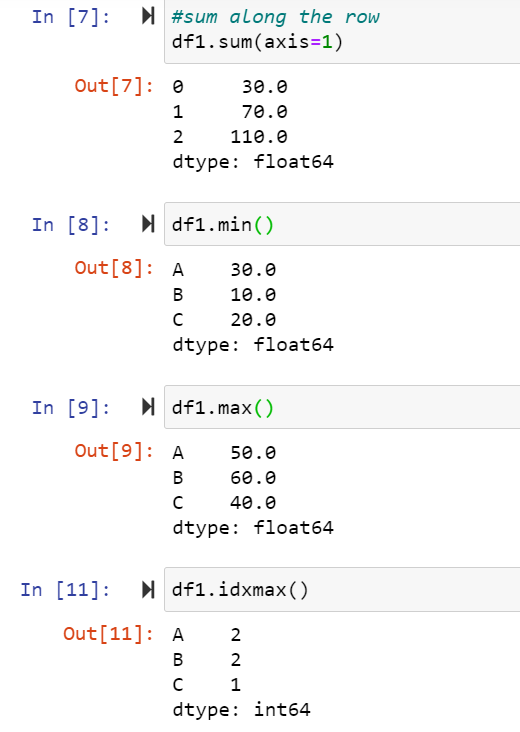 In [7]: #sum along the row
df1.sum(axis=1)
Out[7]: 0 30.0
1 70.0
2 110.0
dtype: float64
In [8]: df1.min()
Out[8]: A 30.0
B 10.0
C 20.0
dtype: float64
In [9]: df1.max()
Out[9]: A 50.0
B 60.0
C 40.0
dtype: float64
In [11]: df1.idxmax()
Out[11]: A 2
B 2
C 1
dtype: int64